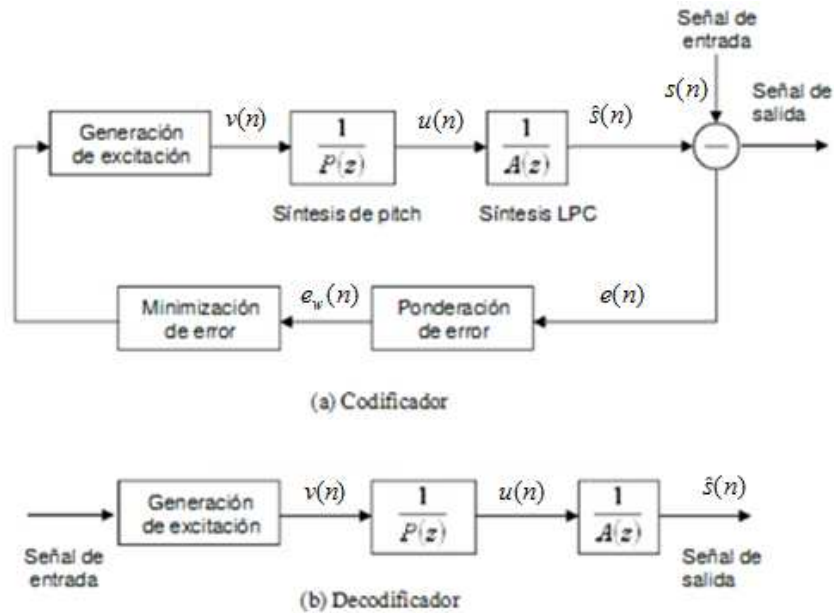 Señal de
entrada
s(n)
Señal de
salida
Generación
de excitación
v(n)
1
P(z)
u(n)
1
A(z)
ŝ(n)
—
Síntesis de pitch
Síntesis LPC
Minimización
de error
e_w(n)
Ponderación
de error
e(n)
(a) Codificador
Generación
de excitación
v(n)
1
P(z)
u(n)
1
A(z)
ŝ(n)
Señal de
entrada
Señal de
salida
(b) Decodificador